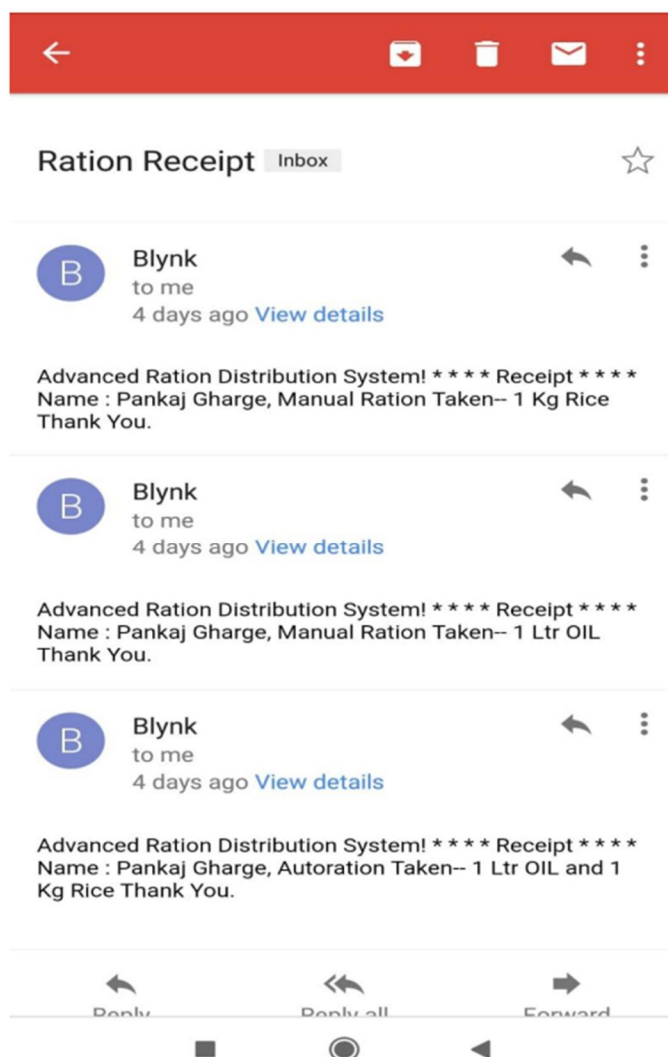 Ration Receipt Inbox
B
Blynk
to me
4 days ago View details
Advanced Ration Distribution System! * * * * Receipt * * * *
Name : Pankaj Gharge, Manual Ration Taken-- 1 Kg Rice
Thank You.
B
Blynk
to me
4 days ago View details
Advanced Ration Distribution System! * * * * Receipt * * * *
Name : Pankaj Gharge, Manual Ration Taken-- 1 Ltr OIL
Thank You.
B
Blynk
to me
4 days ago View details
Advanced Ration Distribution System! * * * * Receipt * * * *
Name : Pankaj Gharge, Autoration Taken-- 1 Ltr OIL and 1
Kg Rice Thank You.
Reply Reply all Forward